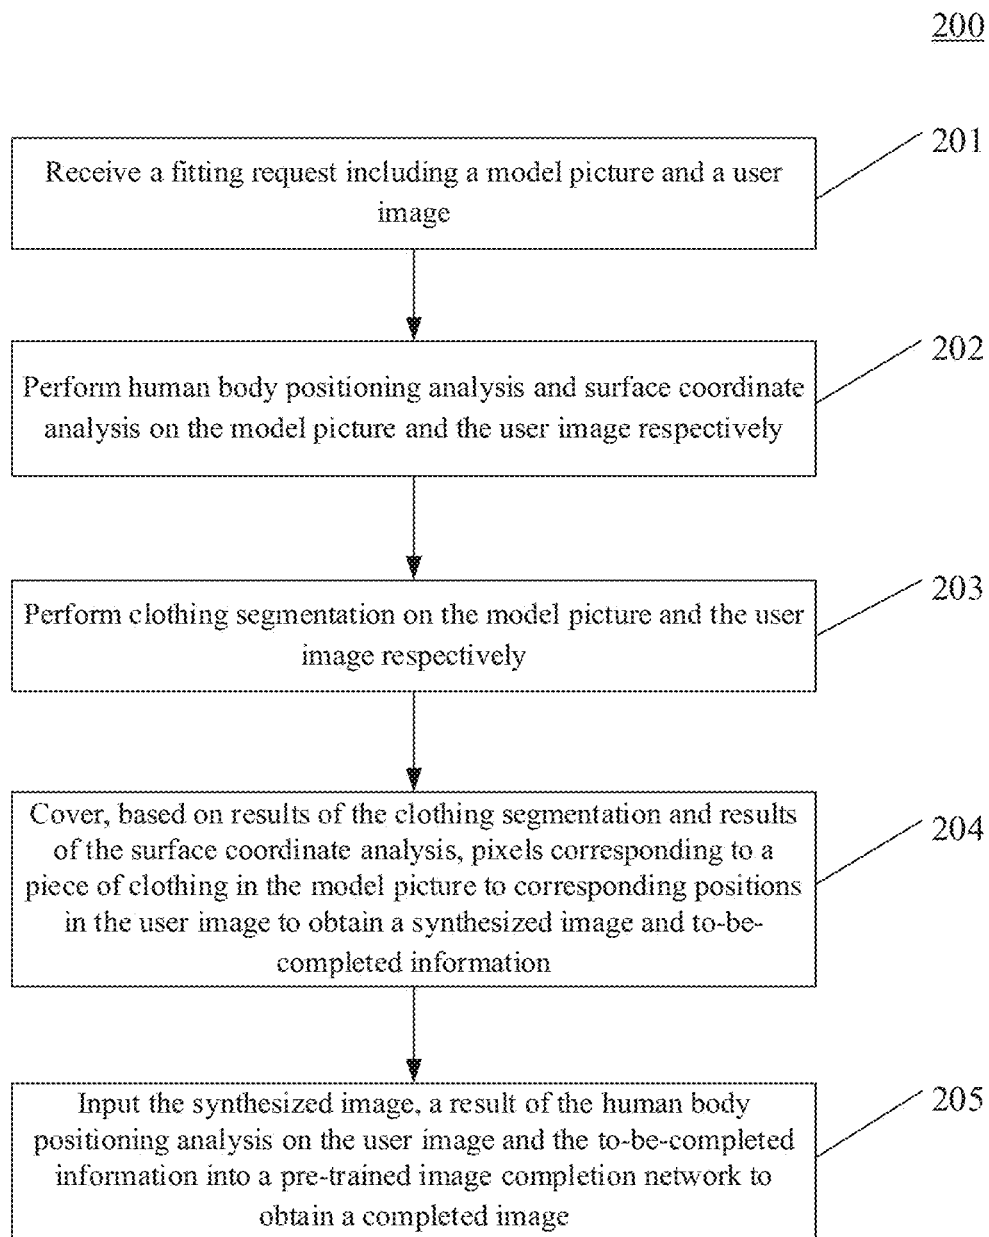 200
201
Receive a fitting request including a model picture and a user
image
202
Perform human body positioning analysis and surface coordinate
analysis on the model picture and the user image respectively
203
Perform clothing segmentation on the model picture and the user
image respectively
204
Cover, based on results of the clothing segmentation and results
of the surface coordinate analysis, pixels corresponding to a
piece of clothing in the model picture to corresponding positions
in the user image to obtain a synthesized image and to-be-
completed information
205
Input the synthesized image, a result of the human body
positioning analysis on the user image and the to-be-completed
information into a pre-trained image completion network to
obtain a completed image